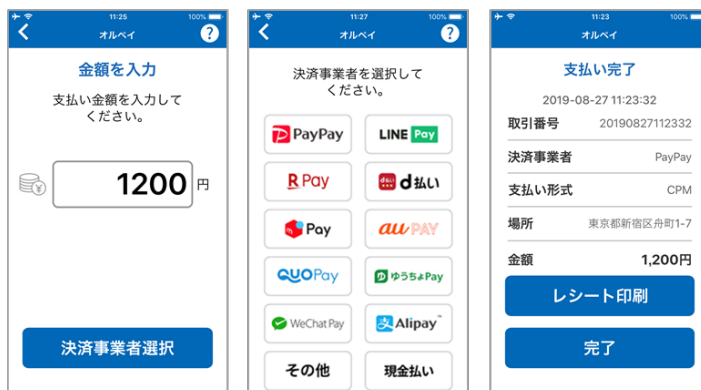 11:25
100%
オルペイ
?
金額を入力
支払い金額を入力して
ください。
1200 円
決済事業者選択
11:27
100%
オルペイ
?
決済事業者を選択して
ください。
PayPay LINE Pay
R Pay d払い d払い
m Pay au PAY
QUOPay ゆ ゆうちょPay
WeChat Pay 支 Alipay™
その他 現金払い
11:23
100%
オルペイ
支払い完了
2019-08-27 11:23:32
取引番号 20190827112332
決済事業者 PayPay
支払い形式 CPM
場所 東京都新宿区舟町1-7
金額 1,200円
レシート印刷
完了